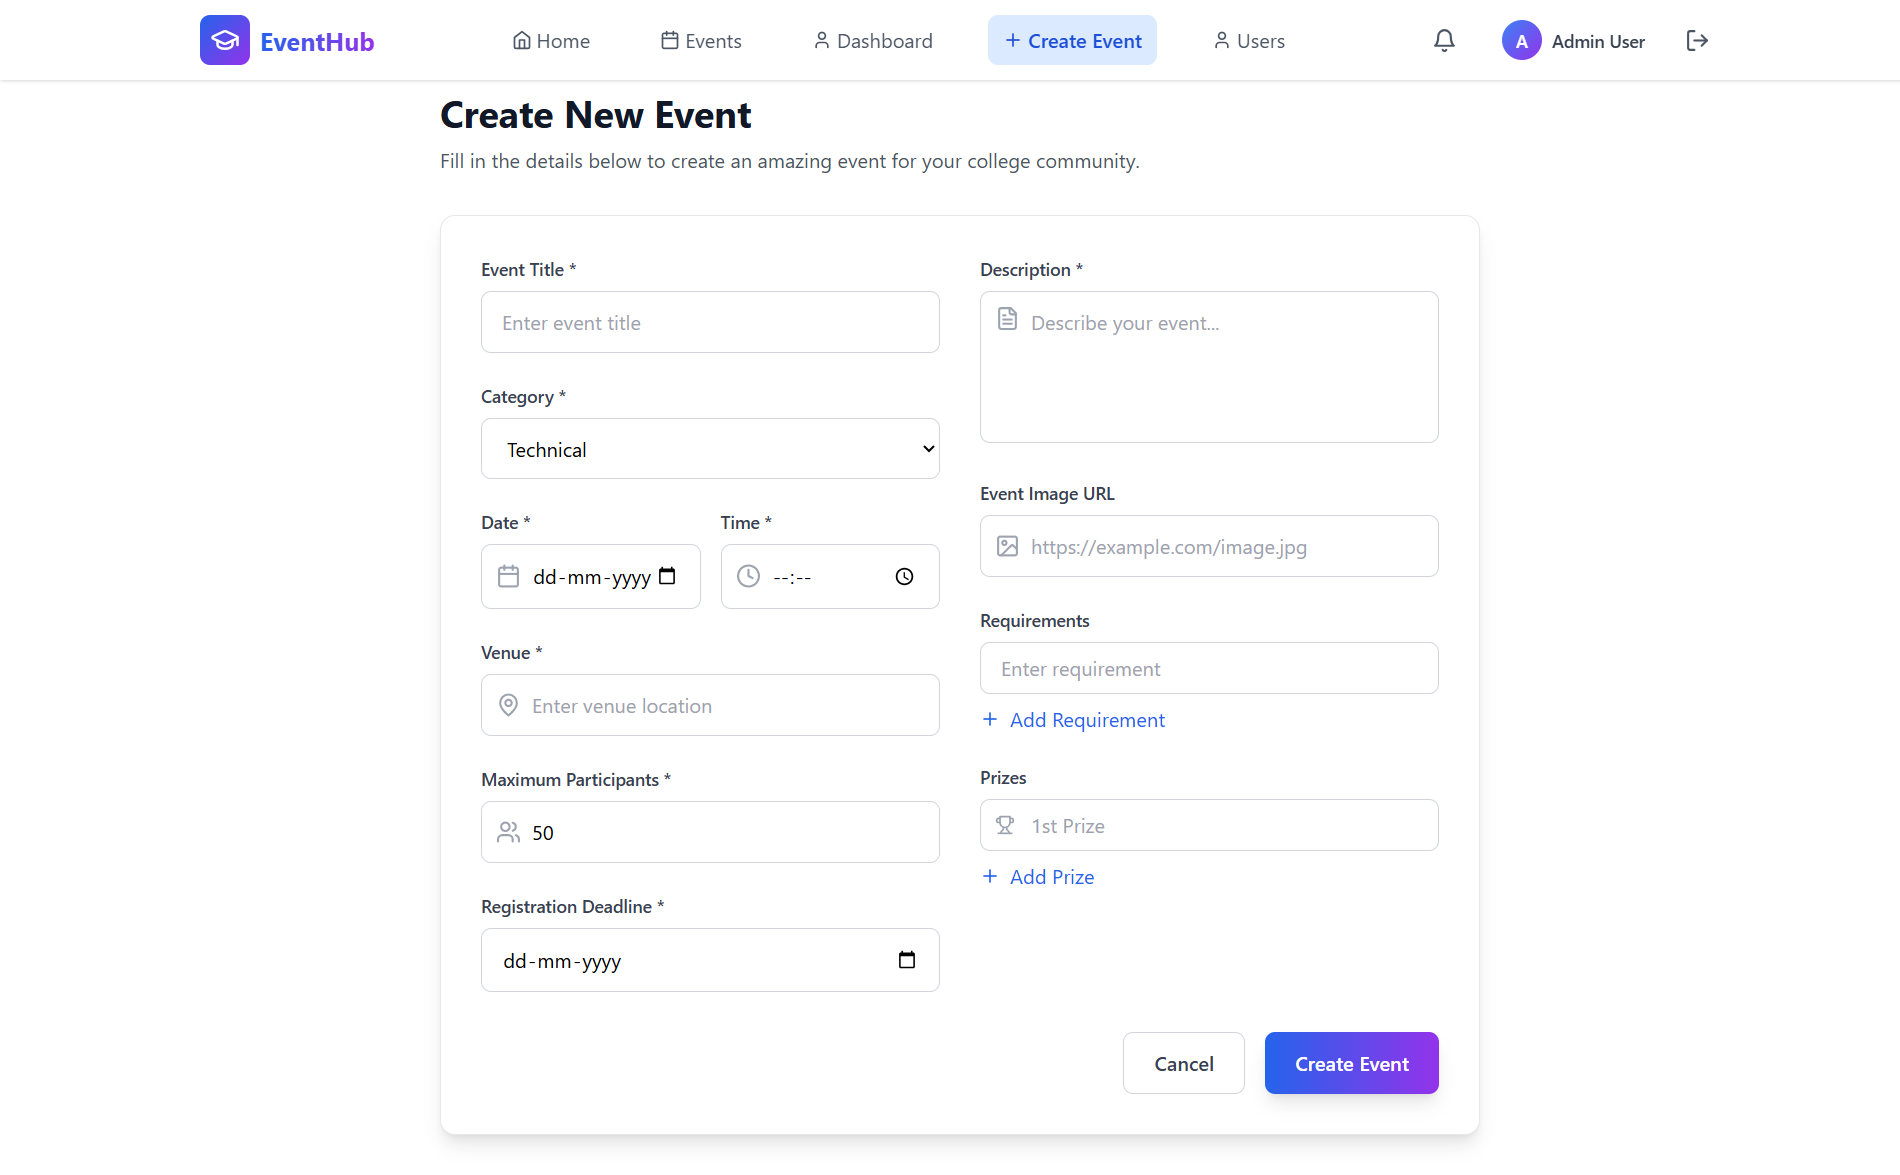 EventHub
Home
Events
Dashboard
Create Event
Users
A
Admin User
Create New Event
Fill in the details below to create an amazing event for your college community.
Event Title *
Enter event title
Category *
Technical
Date *
Time *
dd-mm-yyyy
--:--
Venue *
Enter venue location
Maximum Participants *
50
Registration Deadline *
dd-mm-yyyy
Description *
Describe your event...
Event Image URL
https://example.com/image.jpg
Requirements
Enter requirement
Add Requirement
Prizes
1st Prize
Add Prize
Cancel
Create Event